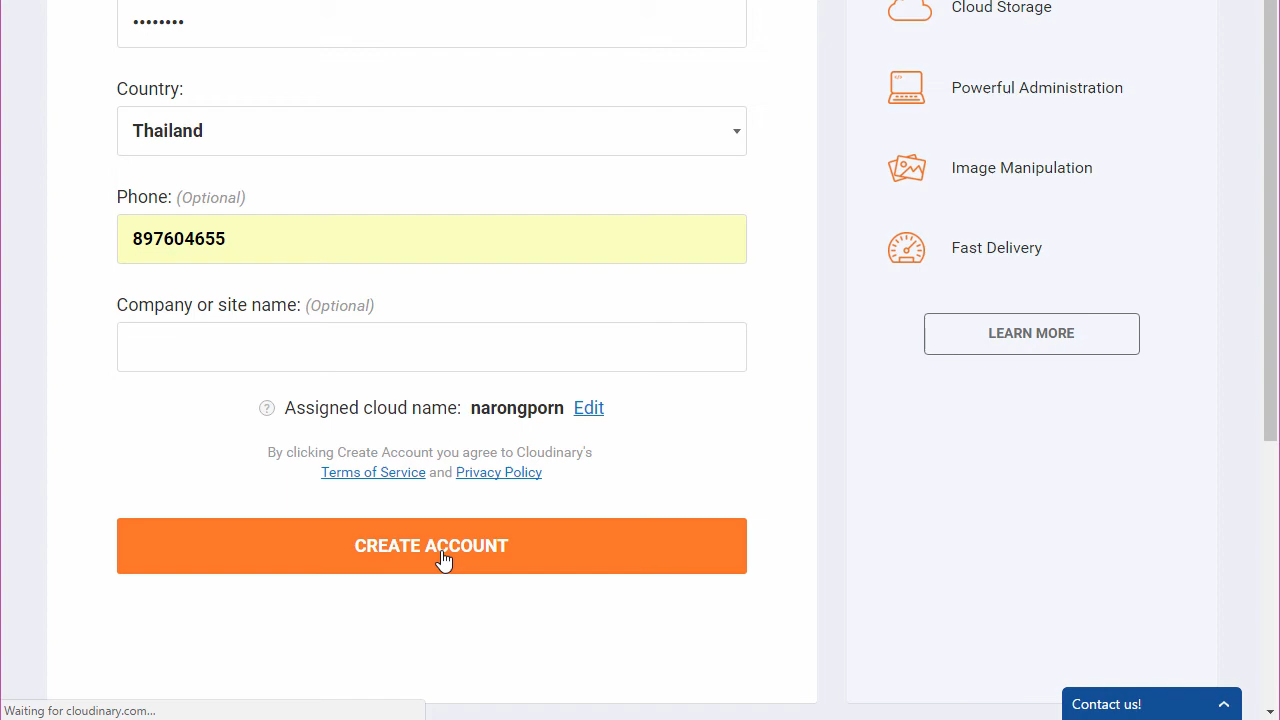 ••••••••
Country:
Thailand
Phone: (Optional)
897604655
Company or site name: (Optional)
? Assigned cloud name: narongporn Edit
By clicking Create Account you agree to Cloudinary's
Terms of Service and Privacy Policy
CREATE ACCOUNT
Cloud Storage
Powerful Administration
Image Manipulation
Fast Delivery
LEARN MORE
Contact us!
Waiting for cloudinary.com...